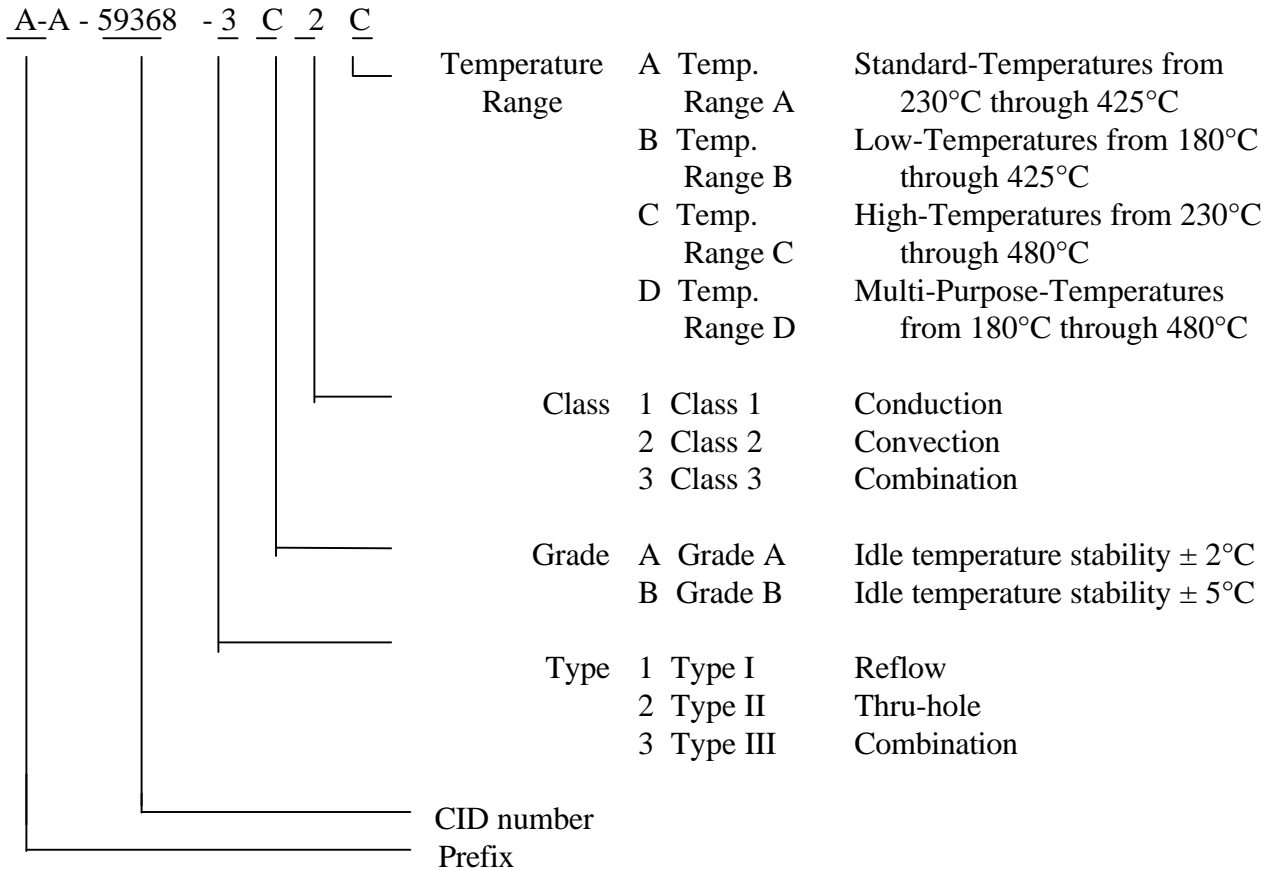 A-A - 59368 - 3 C 2 C
Temperature A Temp. Standard-Temperatures from
Range Range A 230°C through 425°C
B Temp. Low-Temperatures from 180°C
Range B through 425°C
C Temp. High-Temperatures from 230°C
Range C through 480°C
D Temp. Multi-Purpose-Temperatures
Range D from 180°C through 480°C
Class 1 Class 1 Conduction
2 Class 2 Convection
3 Class 3 Combination
Grade A Grade A Idle temperature stability ± 2°C
B Grade B Idle temperature stability ± 5°C
Type 1 Type I Reflow
2 Type II Thru-hole
3 Type III Combination
CID number
Prefix